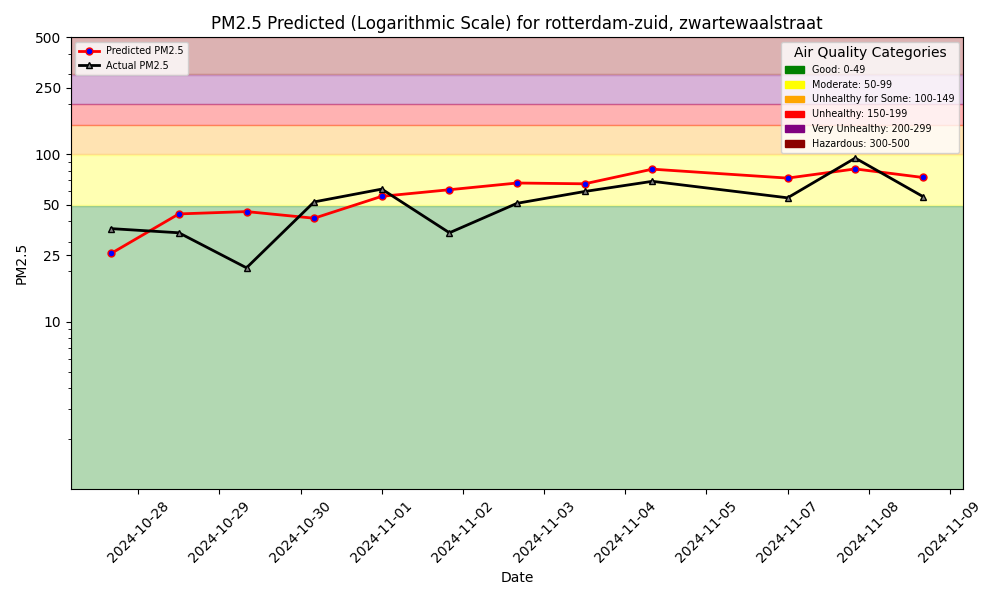 PM2.5 Predicted (Logarithmic Scale) for rotterdam-zuid, zwartewaalstraat
Predicted PM2.5
Actual PM2.5
Air Quality Categories
Good: 0-49
Moderate: 50-99
Unhealthy for Some: 100-149
Unhealthy: 150-199
Very Unhealthy: 200-299
Hazardous: 300-500
PM2.5
500
250
100
50
25
10
2024-10-28
2024-10-29
2024-10-30
2024-11-01
2024-11-02
2024-11-03
2024-11-04
2024-11-05
2024-11-07
2024-11-08
2024-11-09
Date